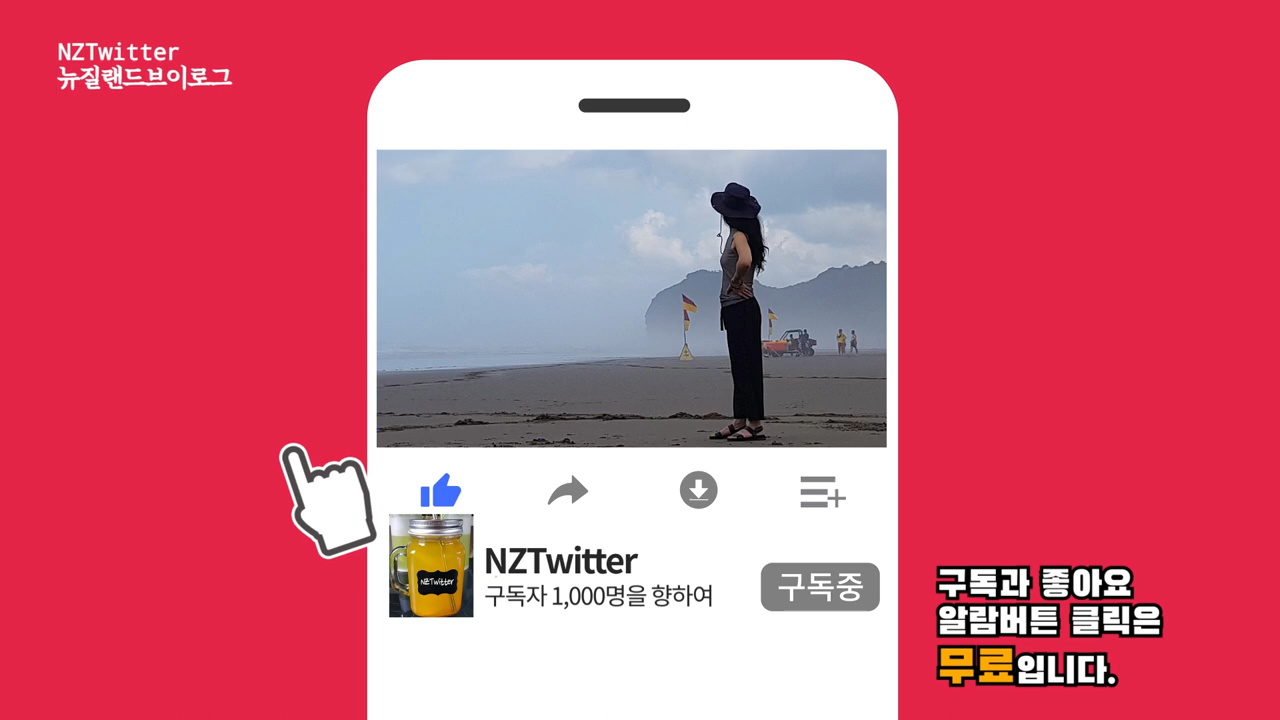 NZTwitter
뉴질랜드브이로그
NZTwitter
NZTwitter
구독자 1,000명을 향하여
구독중
구독과 좋아요
알람버튼 클릭은
무료입니다.